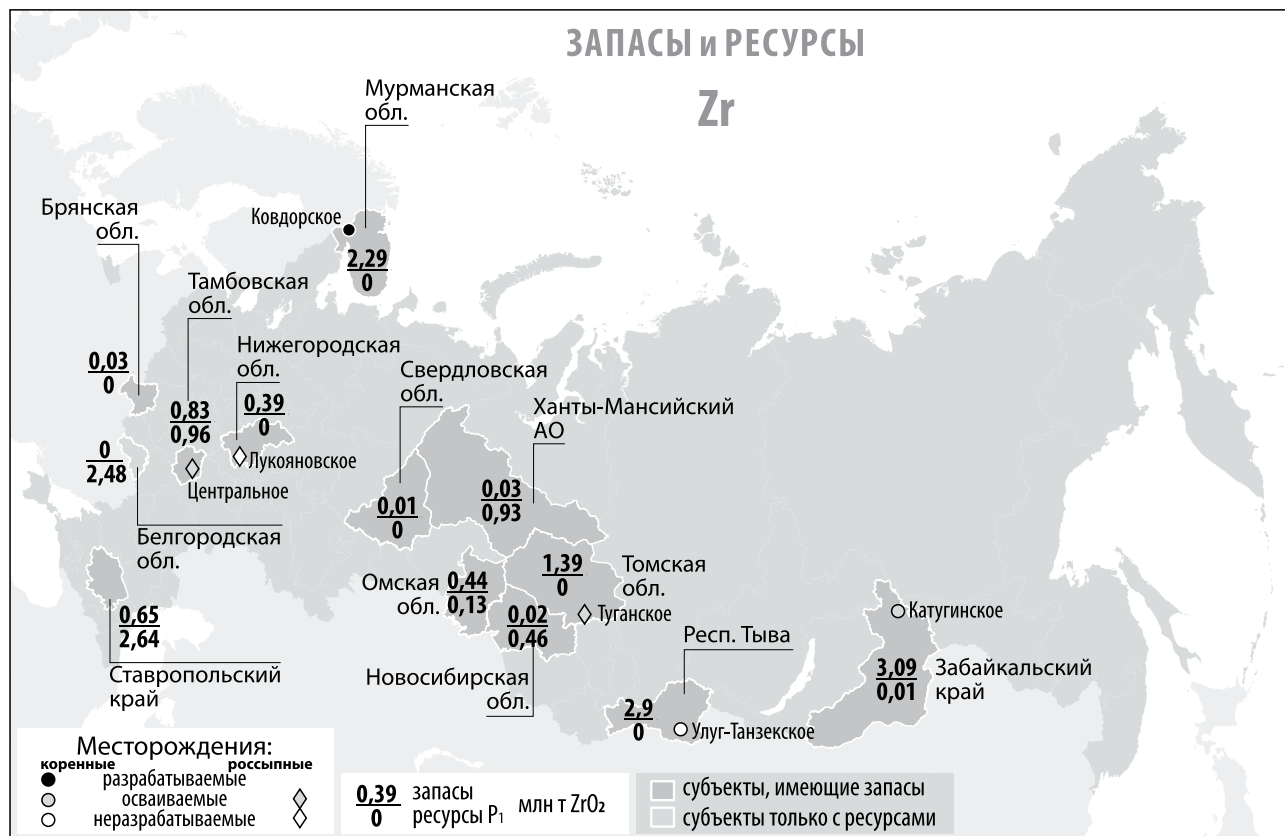 ЗАПАСЫ и РЕСУРСЫ
Zr
Мурманская
обл.
Ковдорское
2,29
0
Брянская
обл.
0,03
0
Тамбовская
обл.
0,83
0,96
Центральное
Нижегородская
обл.
0,39
0
Лукояновское
0
2,48
Белгородская
обл.
Свердловская
обл.
0,01
0
Ханты-Мансийский
АО
0,03
0,93
0,65
2,64
Ставропольский
край
Омская
обл.
0,44
0,13
1,39
0
Томская
обл.
Туганское
0,02
0,46
Новосибирская
обл.
Респ. Тыва
2,9
0
Улуг-Танзекское
Катугинское
3,09
0,01
Забайкальский
край
Месторождения:
коренные россыпные
разрабатываемые
осваиваемые
неразрабатываемые
0,39
0
запасы
ресурсы P₁
млн т ZrO₂
субъекты, имеющие запасы
субъекты только с ресурсами